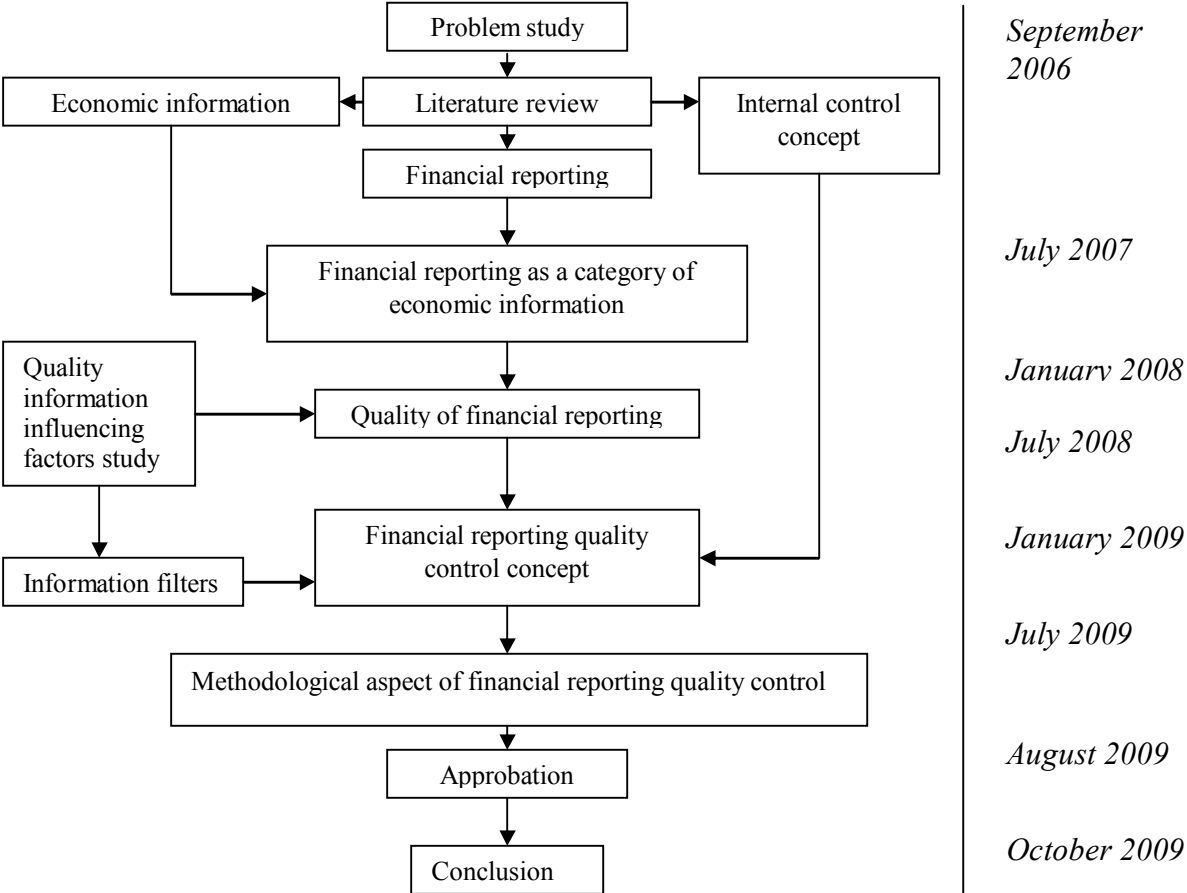 Problem study
September
2006
Economic information
Literature review
Internal control
concept
Financial reporting
July 2007
Financial reporting as a category of
economic information
Quality
information
influencing
factors study
January 2008
Quality of financial reporting
July 2008
Financial reporting quality
control concept
January 2009
Information filters
July 2009
Methodological aspect of financial reporting quality control
August 2009
Approbation
October 2009
Conclusion